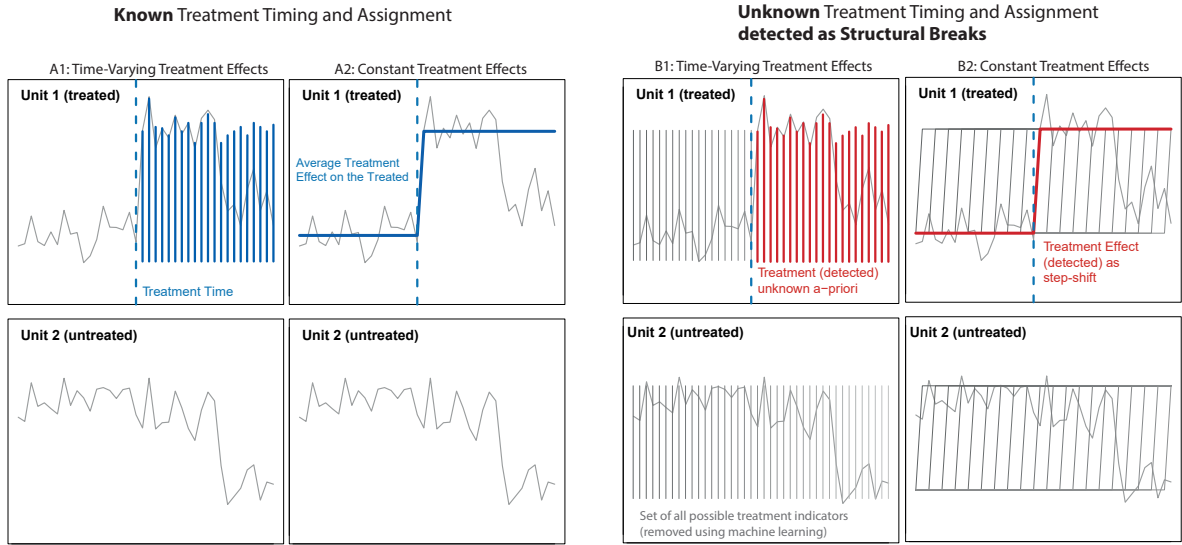 Known Treatment Timing and Assignment
Unknown Treatment Timing and Assignment
detected as Structural Breaks
A1: Time-Varying Treatment Effects
A2: Constant Treatment Effects
B1: Time-Varying Treatment Effects
B2: Constant Treatment Effects
Unit 1 (treated)
Unit 1 (treated)
Unit 1 (treated)
Unit 1 (treated)
Average Treatment
Effect on the Treated
Treatment Time
Treatment (detected)
unknown a−priori
Treatment Effect
(detected) as
step-shift
Unit 2 (untreated)
Unit 2 (untreated)
Unit 2 (untreated)
Unit 2 (untreated)
Set of all possible treatment indicators
(removed using machine learning)